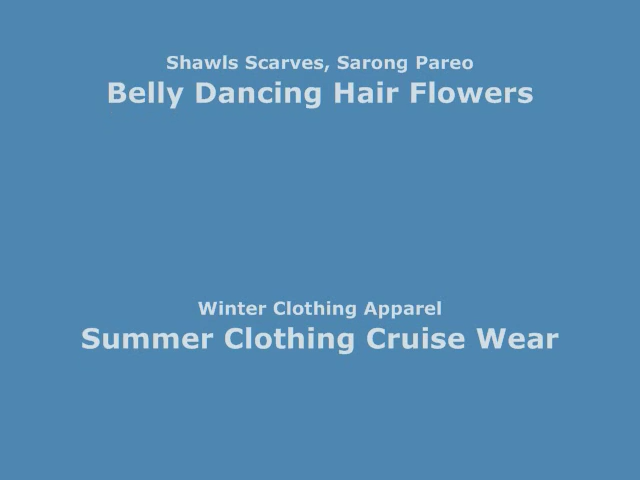 Shawls Scarves, Sarong Pareo
Belly Dancing Hair Flowers
Winter Clothing Apparel
Summer Clothing Cruise Wear